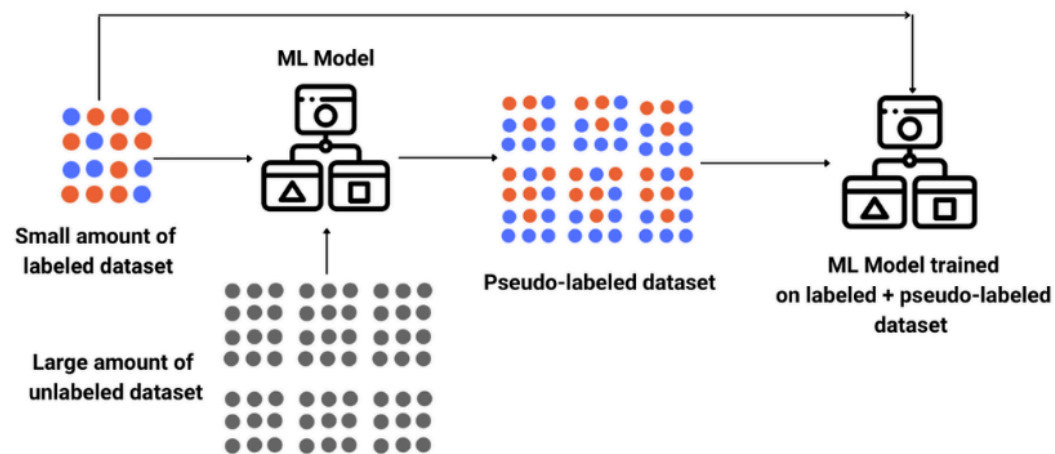 ML Model
Small amount of
labeled dataset
Pseudo-labeled dataset
ML Model trained
on labeled + pseudo-labeled
dataset
Large amount of
unlabeled dataset